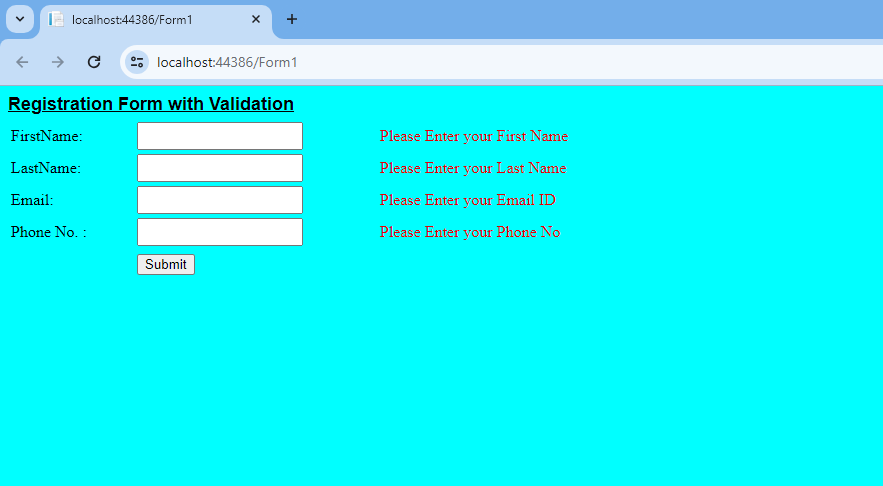 localhost:44386/Form1
localhost:44386/Form1
Registration Form with Validation
FirstName: Please Enter your First Name
LastName: Please Enter your Last Name
Email: Please Enter your Email ID
Phone No. : Please Enter your Phone No
Submit